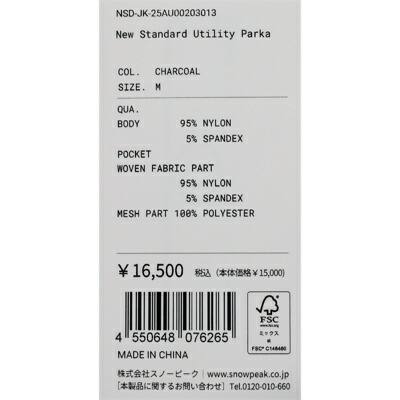 NSD-JK-25AU00203013
New Standard Utility Parka
COL. CHARCOAL
SIZE. M
QUA.
BODY 95% NYLON
5% SPANDEX
POCKET
WOVEN FABRIC PART
95% NYLON
5% SPANDEX
MESH PART 100% POLYESTER
¥16,500 税込(本体価格¥15,000)
FSC
www.fsc.org
ミックス
紙
FSC® C148460
4 550648 076265
MADE IN CHINA
株式会社スノーピーク / www.snowpeak.co.jp
[本製品に関するお問い合わせ] Tel.0120-010-660